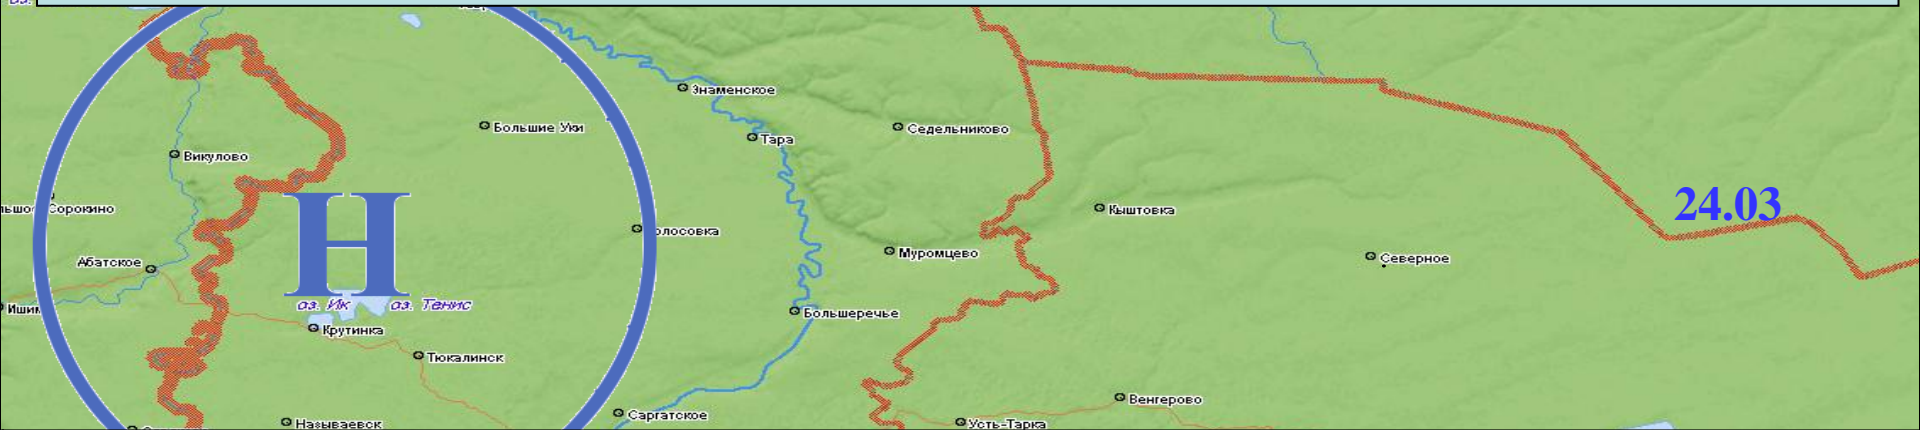 оз.
Знаменское
Большие Уки
Седельниково
Тара
Викулово
24.03
Сорокино
Н
Кыштовка
Муромцево
Северное
Абатское
оз. Ик
оз. Тенис
Большеречье
Крутинка
Тюкалинск
Венгерово
Саргатское
Называевск
Усть-Тарка